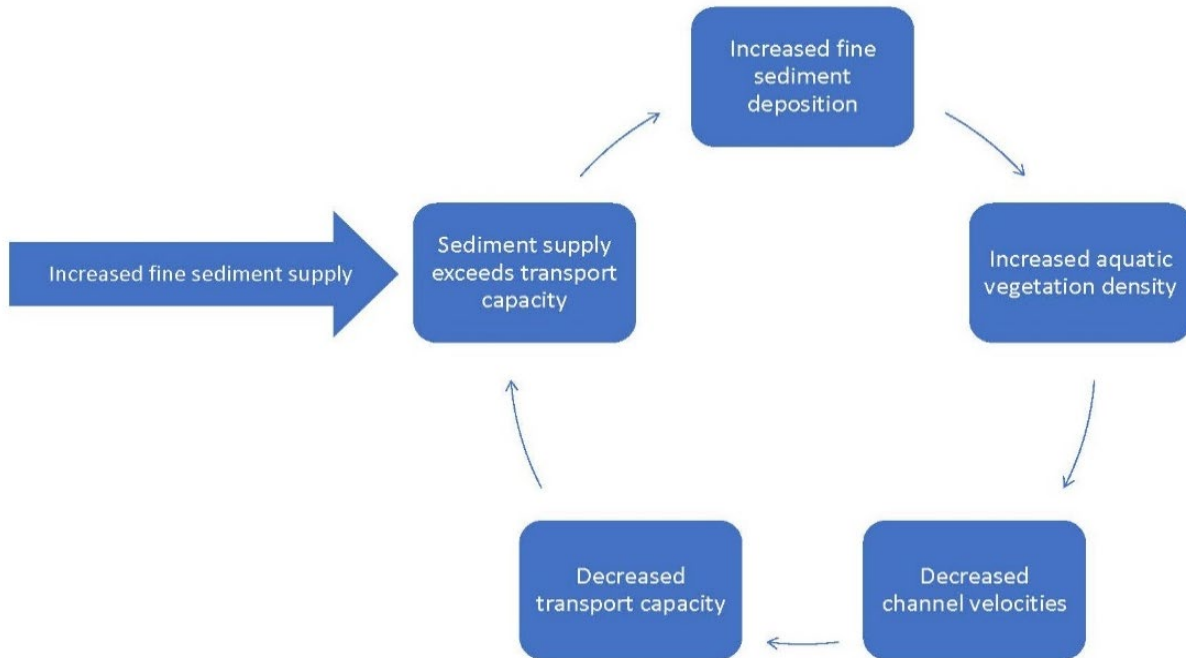 Increased fine
sediment
deposition
Increased fine sediment supply
Sediment supply
exceeds transport
capacity
Increased aquatic
vegetation density
Decreased
channel velocities
Decreased
transport capacity